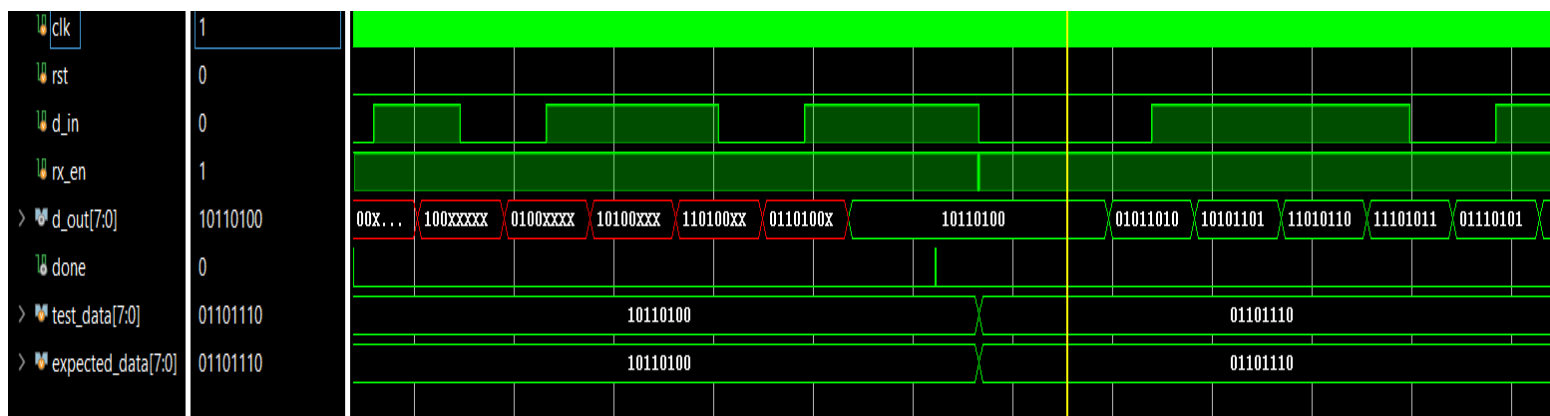 clk 1
rst 0
d_in 0
rx_en 1
d_out[7:0] 10110100 00x... 100XXXXX 0100XXXX 10100XXX 110100XX 0110100X 10110100 01011010 10101101 11010110 11101011 01110101
done 0
test_data[7:0] 01101110 10110100 01101110
expected_data[7:0] 01101110 10110100 01101110